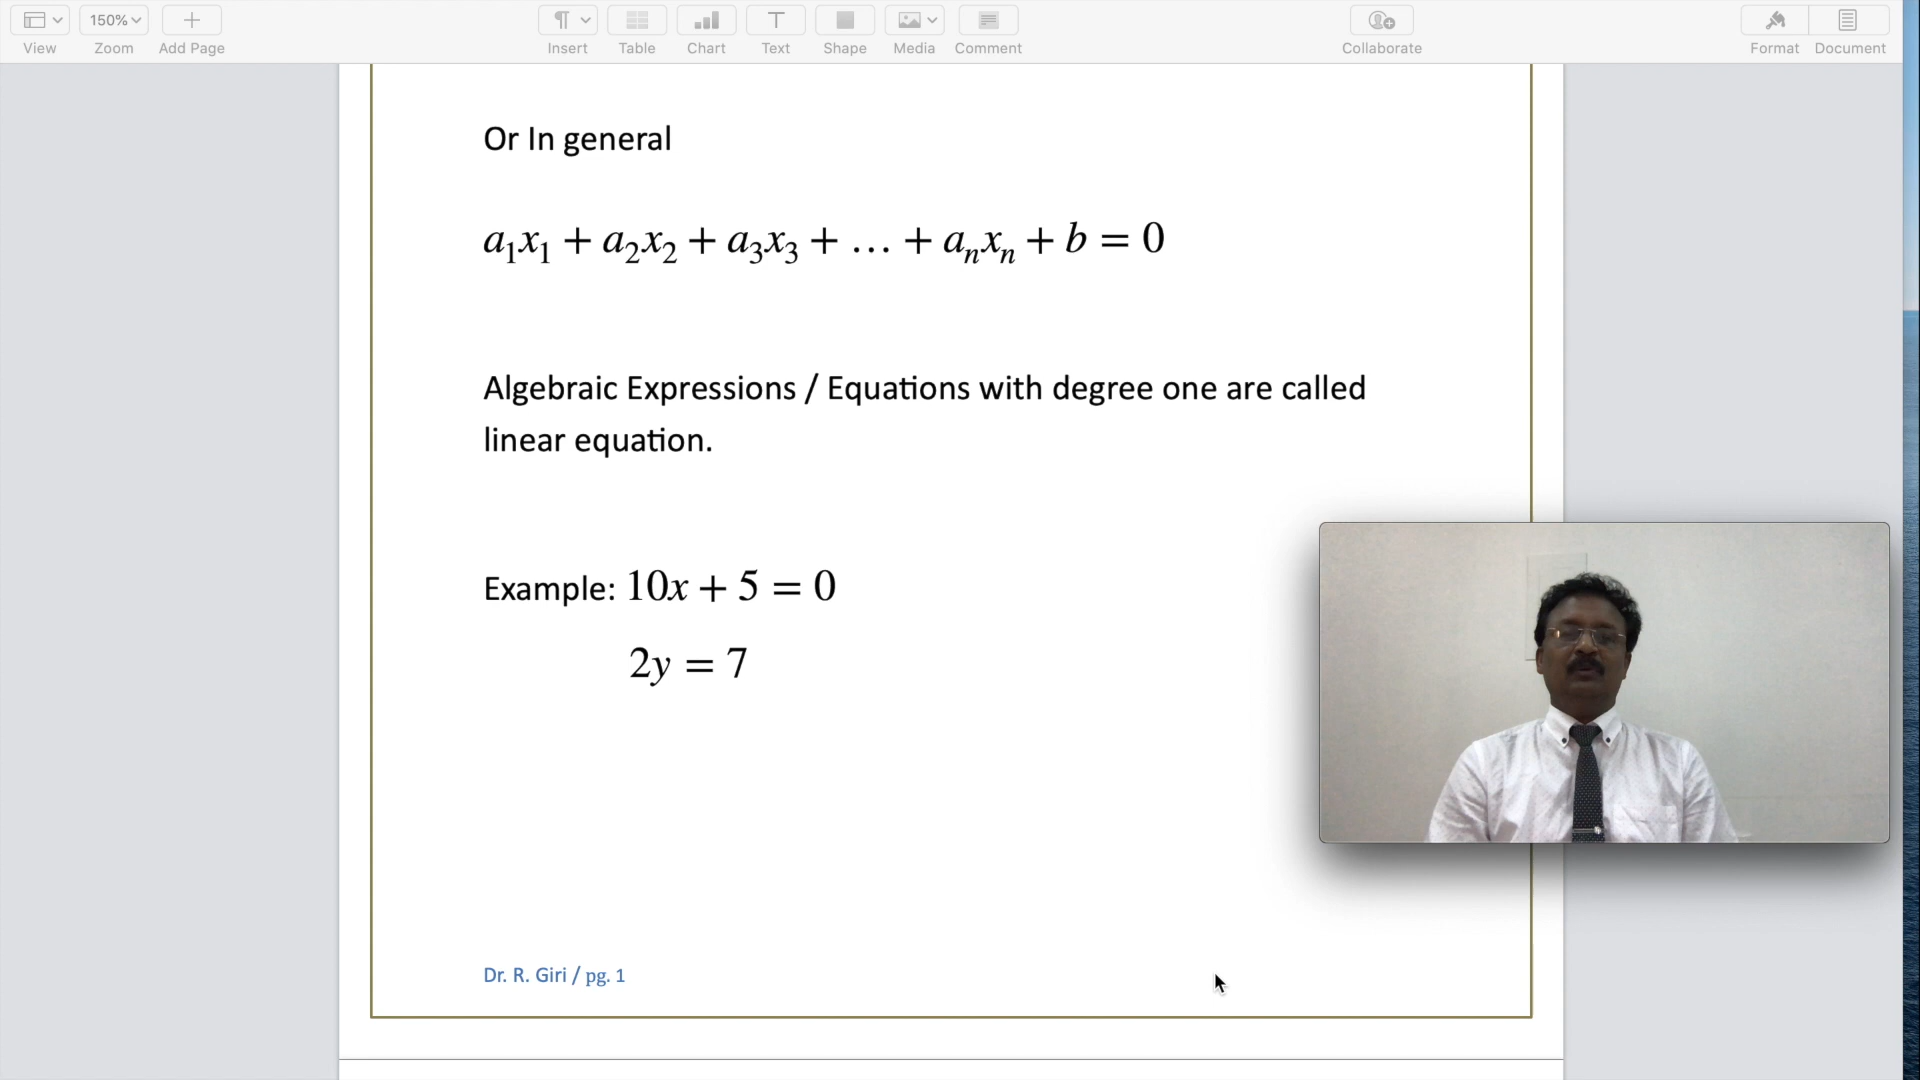 150%
View Zoom Add Page Insert Table Chart Text Shape Media Comment Collaborate Format Document
Or In general
a₁x₁ + a₂x₂ + a₃x₃ + … + aₙxₙ + b = 0
Algebraic Expressions / Equations with degree one are called
linear equation.
Example: 10x + 5 = 0
2y = 7
Dr. R. Giri / pg. 1